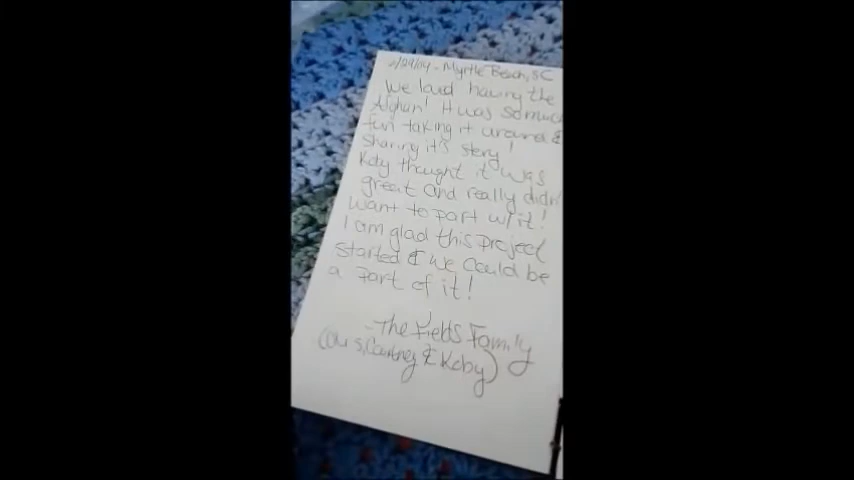 2/29/14 - Myrtle Beach, SC
We loved having the
Afghan! It was so much
fun taking it around &
Sharing it's story!
Koby thought it was
great and really didn'
want to part w/ it!
I am glad this project
started & we could be
a part of it!
- The Fields Family
Courtney & Koby)